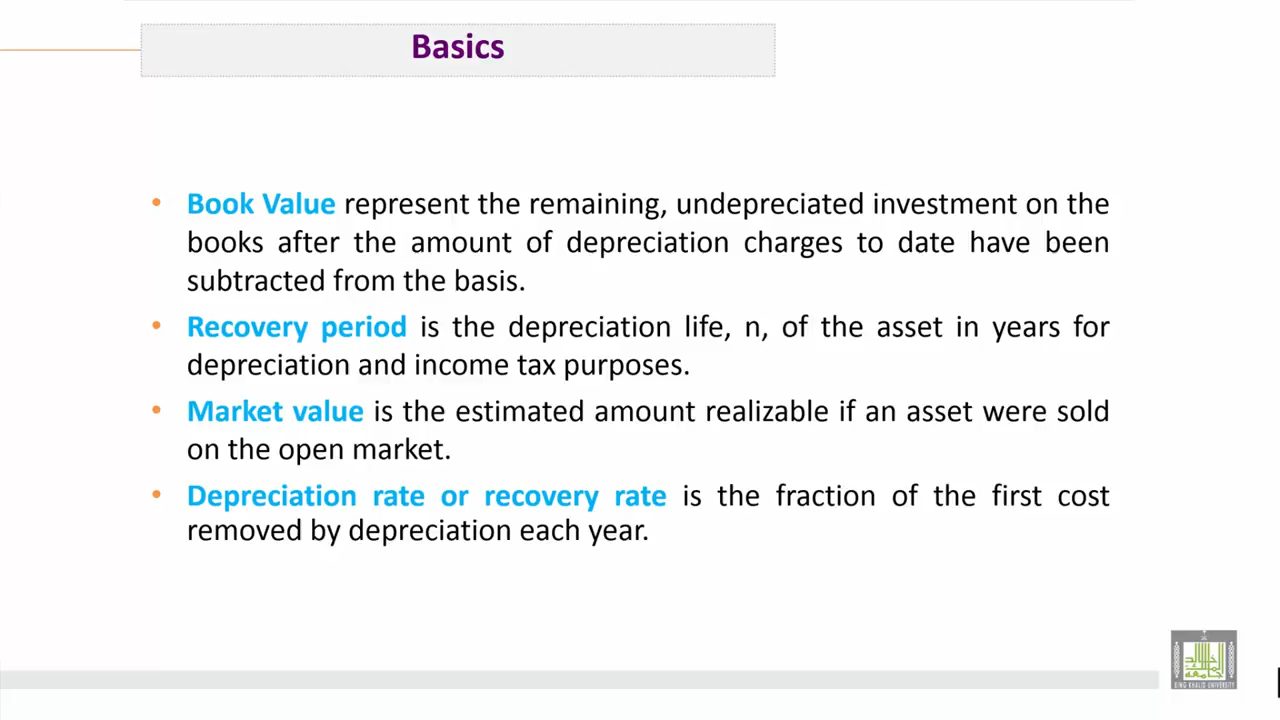 Basics
• Book Value represent the remaining, undepreciated investment on the
books after the amount of depreciation charges to date have been
subtracted from the basis.
• Recovery period is the depreciation life, n, of the asset in years for
depreciation and income tax purposes.
• Market value is the estimated amount realizable if an asset were sold
on the open market.
• Depreciation rate or recovery rate is the fraction of the first cost
removed by depreciation each year.
KING KHALID UNIVERSITY